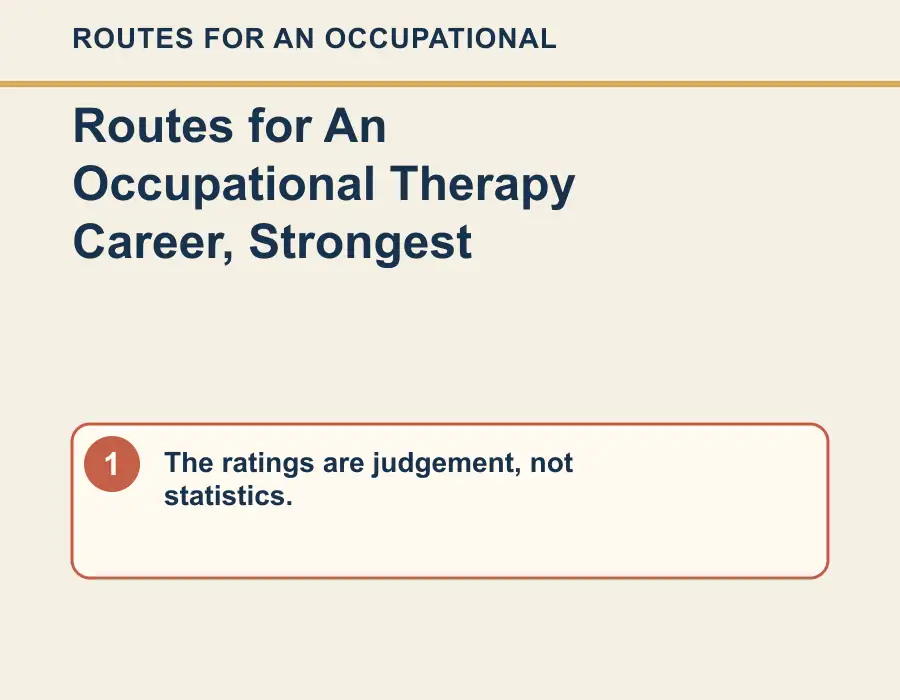 ROUTES FOR AN OCCUPATIONAL
Routes for An
Occupational Therapy
Career, Strongest
1
The ratings are judgement, not
statistics.